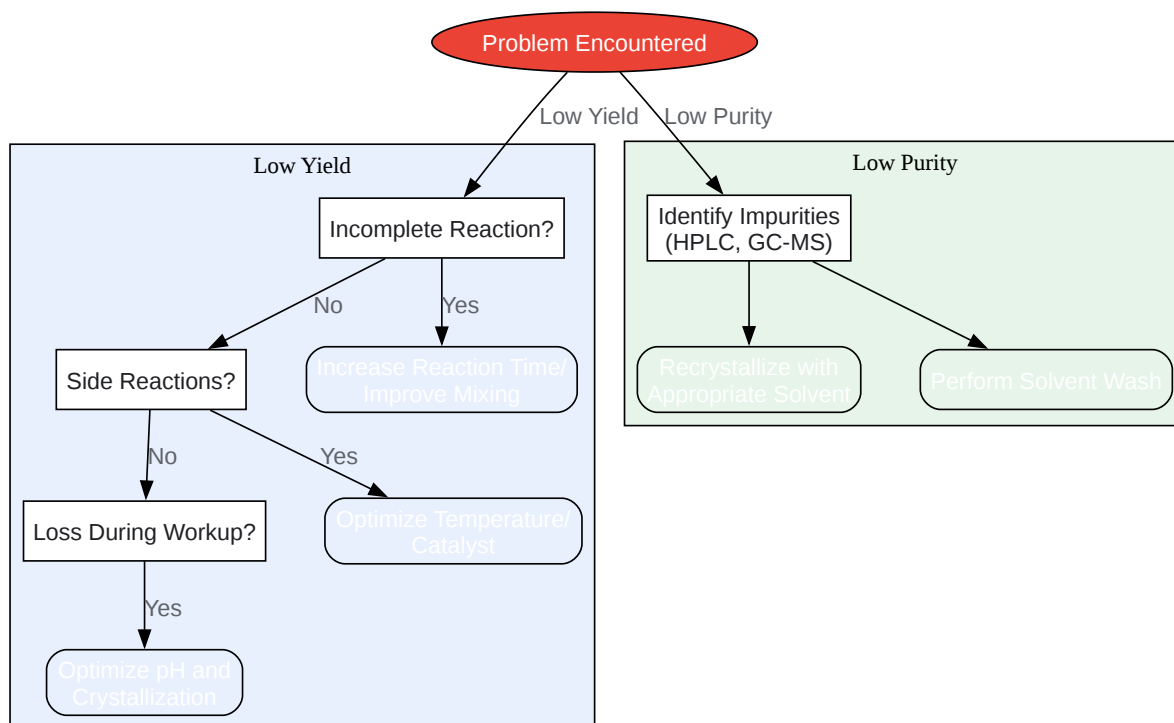 Problem Encountered
Low Yield
Low Purity
Low Yield
Incomplete Reaction?
No
Yes
Side Reactions?
Increase Reaction Time/
Improve Mixing
No
Yes
Loss During Workup?
Optimize Temperature/
Catalyst
Yes
Optimize pH and
Crystallization
Low Purity
Identify Impurities
(HPLC, GC-MS)
Recrystallize with
Appropriate Solvent
Perform Solvent Wash